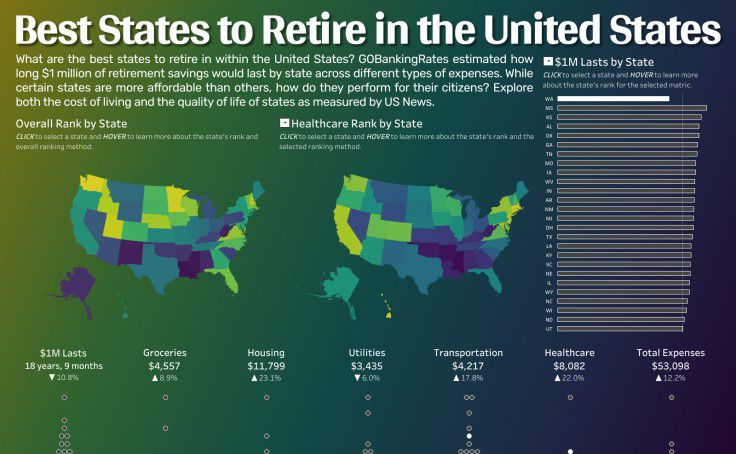 Best States to Retire in the United States
What are the best states to retire in within the United States? GOBankingRates estimated how
long $1 million of retirement savings would last by state across different types of expenses. While
certain states are more affordable than others, how do they perform for their citizens? Explore
both the cost of living and the quality of life of states as measured by US News.
$1M Lasts by State
CLICK to select a state and HOVER to learn more
about the state's rank for the selected matric.
Overall Rank by State
CLICK to select a state and HOVER to learn more about the state's rank and
overall ranking method.
Healthcare Rank by State
CLICK to select a state and HOVER to learn more about the state's rank and the
selected ranking method.
WA
MS
KS
AL
OK
GA
TN
MO
IA
WV
IN
AR
NM
MI
OH
TX
LA
KY
SC
NE
IL
WY
NC
WI
ND
UT
$1M Lasts
18 years, 9 months
▼10.8%
Groceries
$4,557
▲8.9%
Housing
$11,799
▲23.1%
Utilities
$3,435
▼6.0%
Transportation
$4,217
▲17.8%
Healthcare
$8,082
▲22.0%
Total Expenses
$53,098
▲12.2%